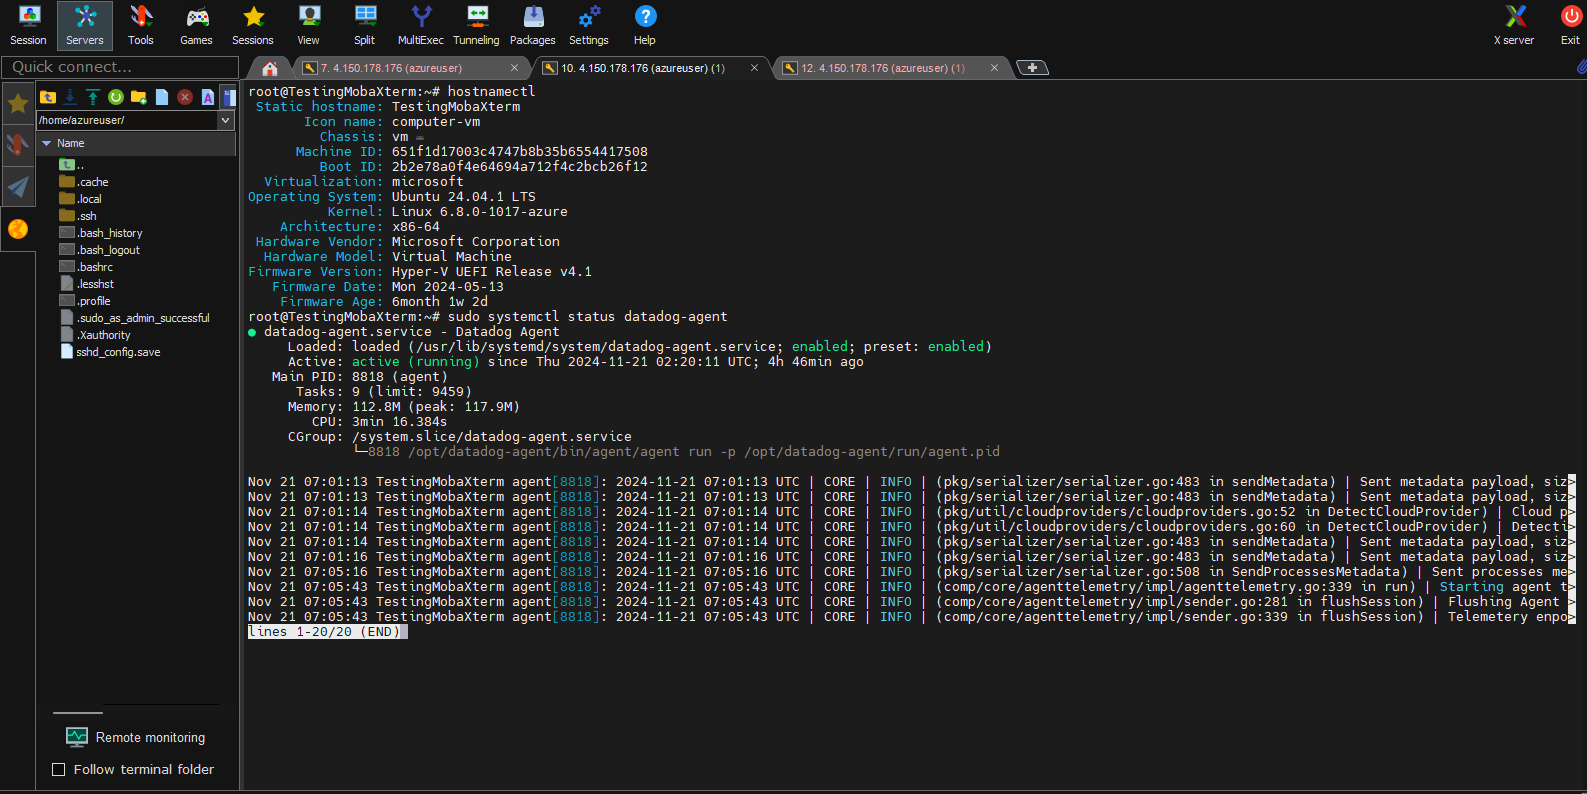 Session Servers Tools Games Sessions View Split MultiExec Tunneling Packages Settings Help X server Exit
Quick connect...
7. 4.150.178.176 (azureuser)
10. 4.150.178.176 (azureuser) (1)
12. 4.150.178.176 (azureuser) (1)
/home/azureuser/
Name
..
.cache
.local
.ssh
.bash_history
.bash_logout
.bashrc
.lesshst
.profile
.sudo_as_admin_successful
.Xauthority
sshd_config.save
Remote monitoring
Follow terminal folder
root@TestingMobaXterm:~# hostnamectl
Static hostname: TestingMobaXterm
Icon name: computer-vm
Chassis: vm
Machine ID: 651f1d17003c4747b8b35b6554417508
Boot ID: 2b2e78a0f4e64694a712f4c2bcb26f12
Virtualization: microsoft
Operating System: Ubuntu 24.04.1 LTS
Kernel: Linux 6.8.0-1017-azure
Architecture: x86-64
Hardware Vendor: Microsoft Corporation
Hardware Model: Virtual Machine
Firmware Version: Hyper-V UEFI Release v4.1
Firmware Date: Mon 2024-05-13
Firmware Age: 6month 1w 2d
root@TestingMobaXterm:~# sudo systemctl status datadog-agent
● datadog-agent.service - Datadog Agent
Loaded: loaded (/usr/lib/systemd/system/datadog-agent.service; enabled; preset: enabled)
Active: active (running) since Thu 2024-11-21 02:20:11 UTC; 4h 46min ago
Main PID: 8818 (agent)
Tasks: 9 (limit: 9459)
Memory: 112.8M (peak: 117.9M)
CPU: 3min 16.384s
CGroup: /system.slice/datadog-agent.service
└─8818 /opt/datadog-agent/bin/agent/agent run -p /opt/datadog-agent/run/agent.pid
Nov 21 07:01:13 TestingMobaXterm agent[8818]: 2024-11-21 07:01:13 UTC | CORE | INFO | (pkg/serializer/serializer.go:483 in sendMetadata) | Sent metadata payload, siz>
Nov 21 07:01:13 TestingMobaXterm agent[8818]: 2024-11-21 07:01:13 UTC | CORE | INFO | (pkg/serializer/serializer.go:483 in sendMetadata) | Sent metadata payload, siz>
Nov 21 07:01:14 TestingMobaXterm agent[8818]: 2024-11-21 07:01:14 UTC | CORE | INFO | (pkg/util/cloudproviders/cloudproviders.go:52 in DetectCloudProvider) | Cloud p>
Nov 21 07:01:14 TestingMobaXterm agent[8818]: 2024-11-21 07:01:14 UTC | CORE | INFO | (pkg/util/cloudproviders/cloudproviders.go:60 in DetectCloudProvider) | Detecti>
Nov 21 07:01:14 TestingMobaXterm agent[8818]: 2024-11-21 07:01:14 UTC | CORE | INFO | (pkg/serializer/serializer.go:483 in sendMetadata) | Sent metadata payload, siz>
Nov 21 07:01:16 TestingMobaXterm agent[8818]: 2024-11-21 07:01:16 UTC | CORE | INFO | (pkg/serializer/serializer.go:483 in sendMetadata) | Sent metadata payload, siz>
Nov 21 07:05:16 TestingMobaXterm agent[8818]: 2024-11-21 07:05:16 UTC | CORE | INFO | (pkg/serializer/serializer.go:508 in SendProcessesMetadata) | Sent processes me>
Nov 21 07:05:43 TestingMobaXterm agent[8818]: 2024-11-21 07:05:43 UTC | CORE | INFO | (comp/core/agenttelemetry/impl/agenttelemetry.go:339 in run) | Starting agent t>
Nov 21 07:05:43 TestingMobaXterm agent[8818]: 2024-11-21 07:05:43 UTC | CORE | INFO | (comp/core/agenttelemetry/impl/sender.go:281 in flushSession) | Flushing Agent >
Nov 21 07:05:43 TestingMobaXterm agent[8818]: 2024-11-21 07:05:43 UTC | CORE | INFO | (comp/core/agenttelemetry/impl/sender.go:339 in flushSession) | Telemetery enpo>
lines 1-20/20 (END)